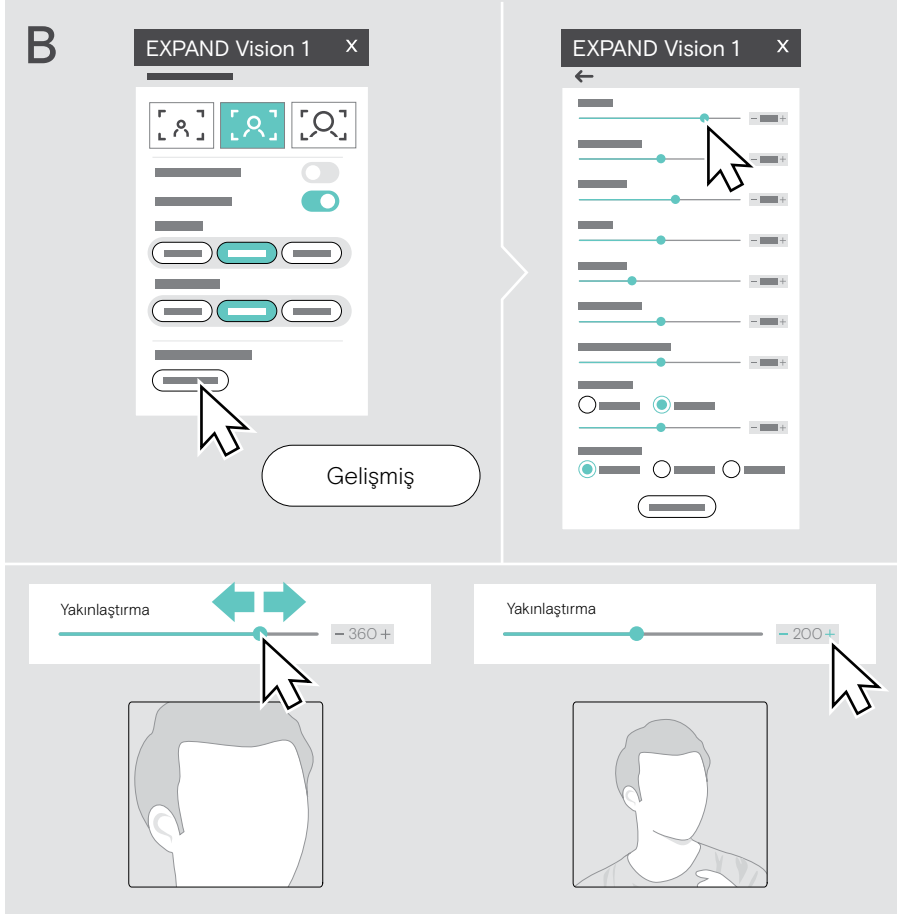 B
EXPAND Vision 1 X
EXPAND Vision 1 X
Gelişmiş
Yakınlaştırma
- 360 +
Yakınlaştırma
- 200 +